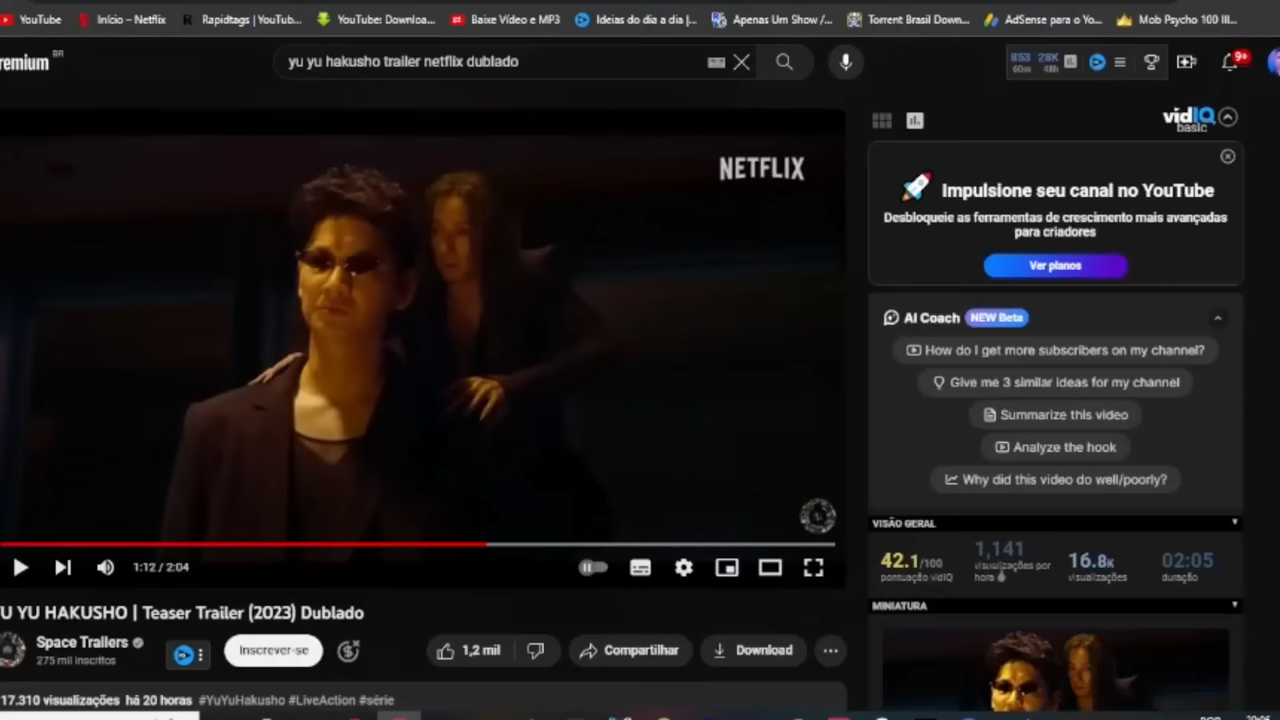 YouTube
Início – Netflix
Rapidtags | YouTub...
YouTube: Downloa...
Baixe Vídeo e MP3
Ideias do dia a dia |...
Apenas Um Show /...
Torrent Brasil Down...
AdSense para o Yo...
Mob Psycho 100 III...
remium BR
yu yu hakusho trailer netflix dublado
853 28K
60m 48h
9+
NETFLIX
vidIQ
basic
Impulsione seu canal no YouTube
Desbloqueie as ferramentas de crescimento mais avançadas
para criadores
Ver planos
AI Coach NEW Beta
How do I get more subscribers on my channel?
Give me 3 similar ideas for my channel
Summarize this video
Analyze the hook
Why did this video do well/poorly?
VISÃO GERAL
42.1/100
pontuação vidIQ
1,141
visualizações por
hora
16.8K
visualizações
02:05
duração
MINIATURA
1:12 / 2:04
U YU HAKUSHO | Teaser Trailer (2023) Dublado
Space Trailers
275 mil inscritos
Inscrever-se
1,2 mil
Compartilhar
Download
17.310 visualizações há 20 horas #YuYuHakusho #LiveAction #série